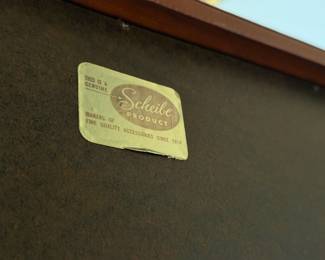 THIS IS A
GENUINE
Scheibe
PRODUCT
MAKERS OF
FINE QUALITY ACCESSORIES SINCE